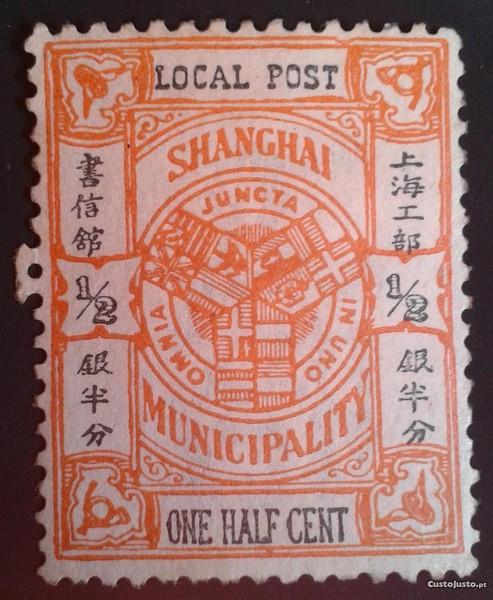 LOCAL POST
SHANGHAI
JUNCTA
IN UNO
OMNIA
MUNICIPALITY
ONE HALF CENT
上海工部
書信館
1/2
1/2
銀半分
銀半分
CustoJusto.pt